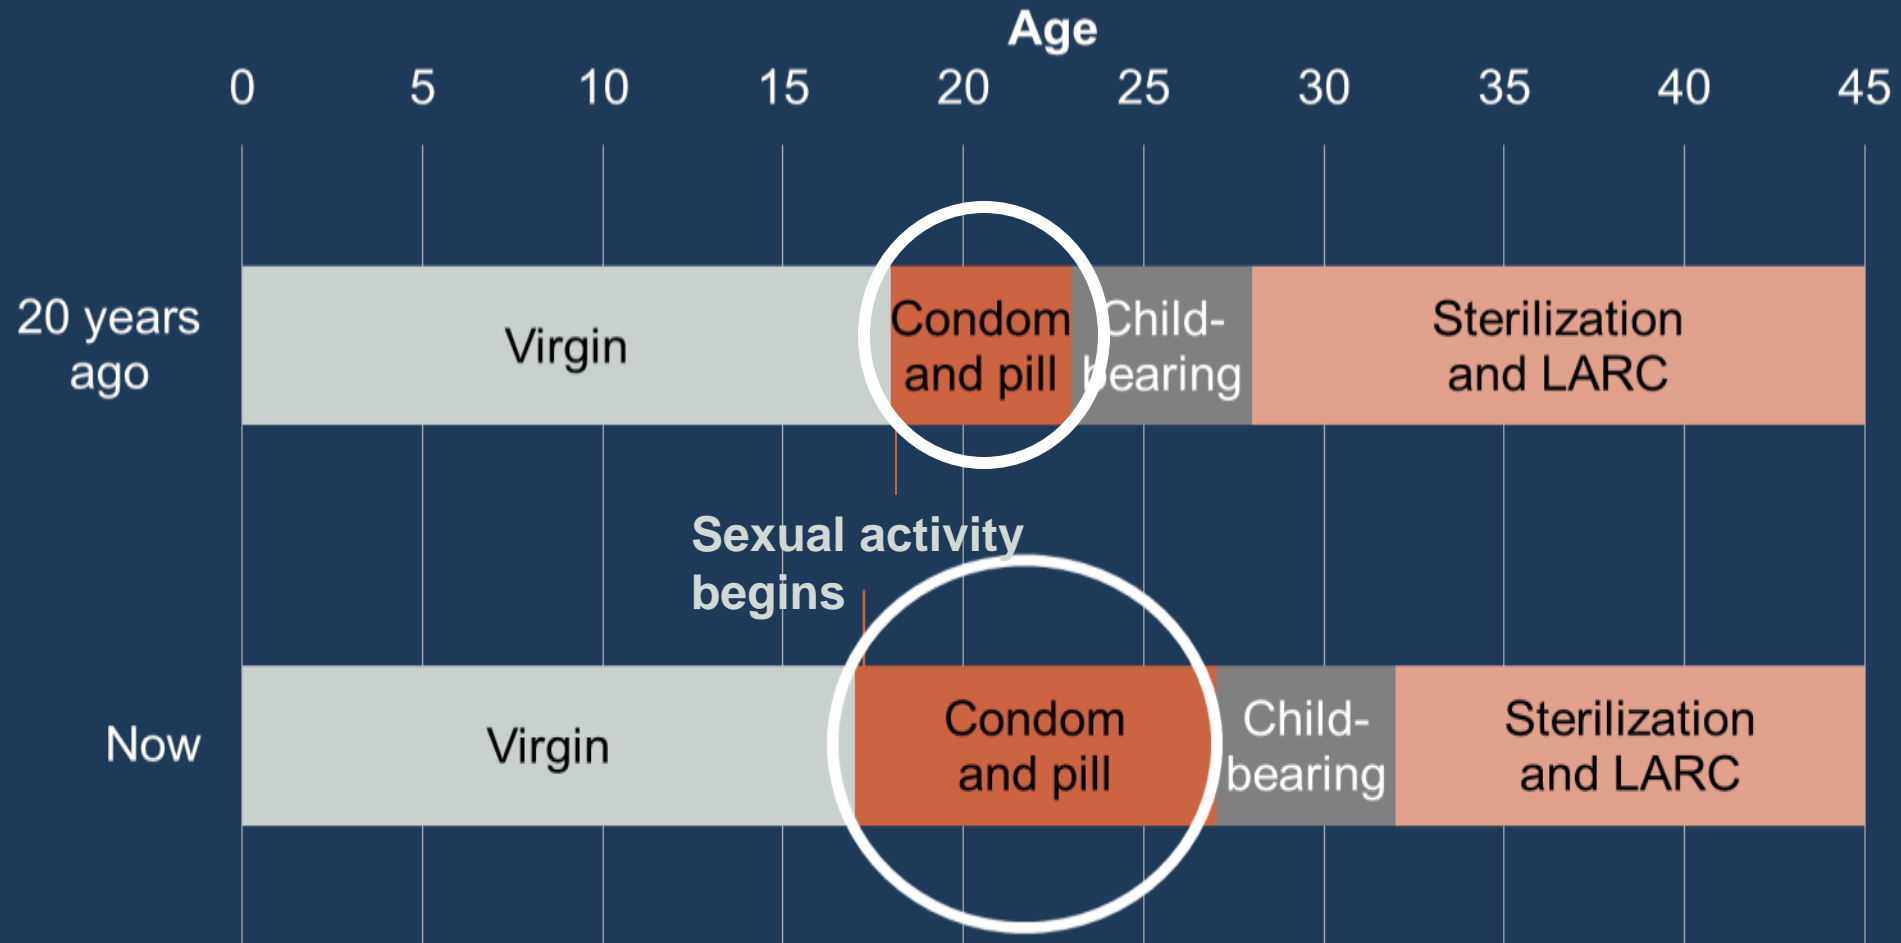 Age
0 5 10 15 20 25 30 35 40 45
20 years
ago
Virgin
Condom
and pill
Child-
bearing
Sterilization
and LARC
Sexual activity
begins
Now
Virgin
Condom
and pill
Child-
bearing
Sterilization
and LARC